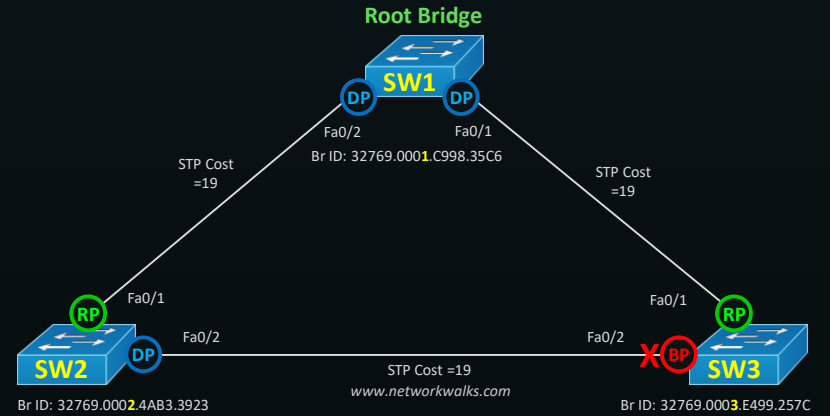 Root Bridge
SW1
DP
DP
Fa0/2
Fa0/1
Br ID: 32769.0001.C998.35C6
STP Cost
=19
STP Cost
=19
Fa0/1
Fa0/1
RP
RP
Fa0/2
Fa0/2
DP
X
BP
SW2
SW3
STP Cost =19
www.networkwalks.com
Br ID: 32769.0002.4AB3.3923
Br ID: 32769.0003.E499.257C